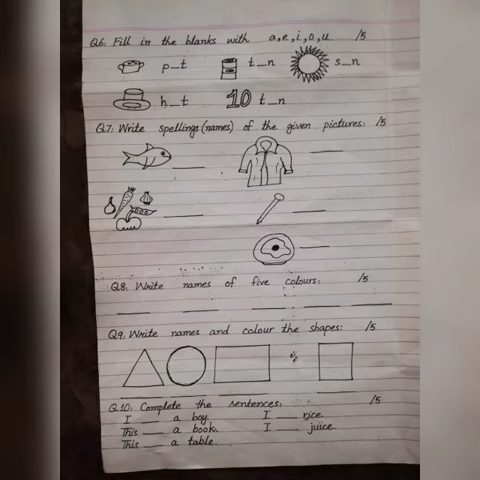 Q6. Fill in the blanks with a,e,i,o,u /5
p_t t_n s_n
h_t 10 t_n
Q7: Write spellings(names) of the given pictures: /5
Q8: Write names of five colours: /5
Q9: Write names and colour the shapes: /5
Q.10: Complete the sentences: /5
I ___ a boy. I ___ rice.
This ___ a book. I ___ juice.
This ___ a table.